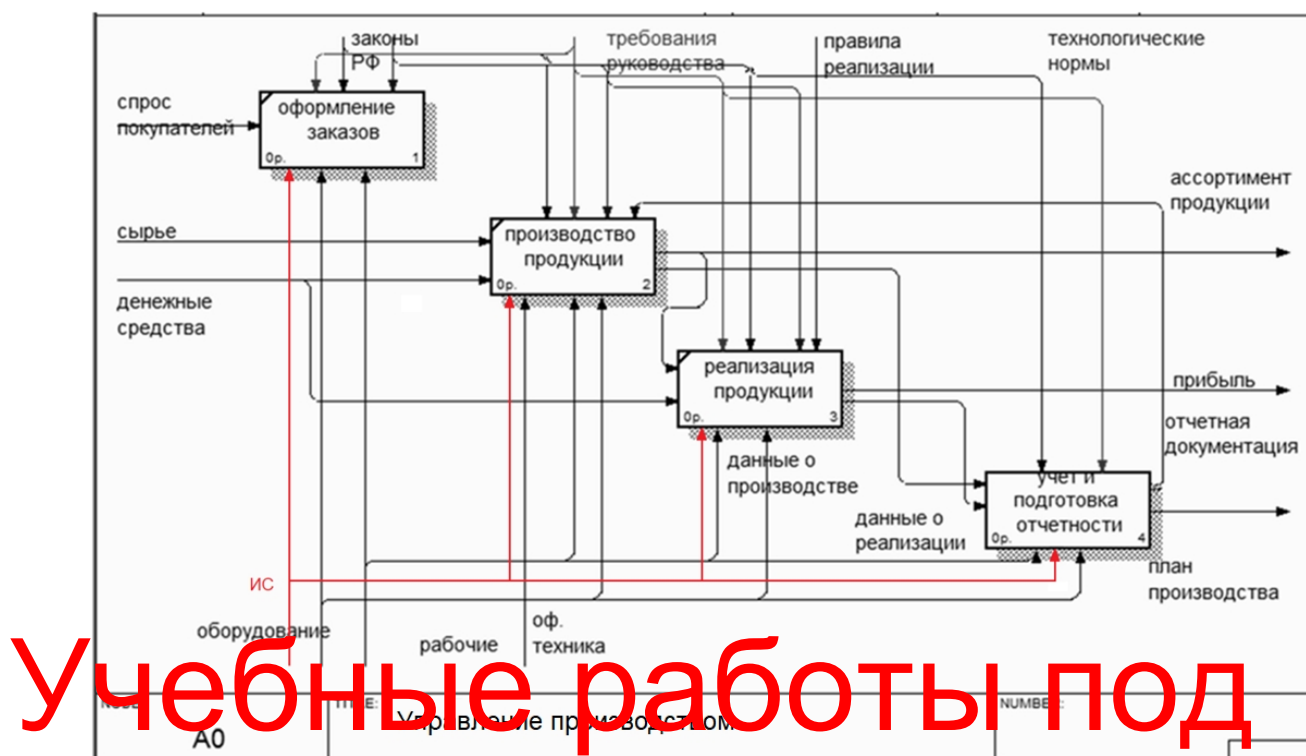 законы
РФ
требования
руководства
правила
реализации
технологические
нормы
спрос
покупателей
оформление
заказов
0р.
1
ассортимент
продукции
сырье
производство
продукции
0р.
2
денежные
средства
реализация
продукции
0р.
3
прибыль
отчетная
документация
данные о
производстве
учет и
подготовка
отчетности
0р.
4
данные о
реализации
план
производства
ИС
оборудование
рабочие
оф.
техника
Учебные работы под
TITLE:
Управление производством
NUMBER:
A0